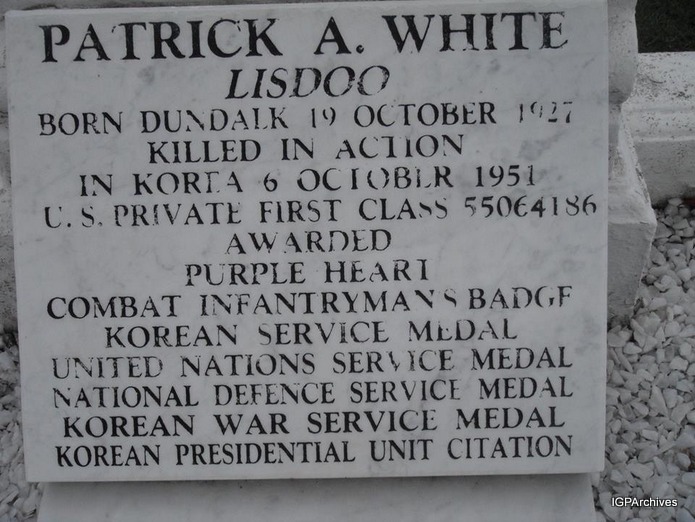 PATRICK A. WHITE
LISDOO
BORN DUNDALK 19 OCTOBER 1927
KILLED IN ACTION
IN KOREA 6 OCTOBER 1951
U.S. PRIVATE FIRST CLASS 55064186
AWARDED
PURPLE HEART
COMBAT INFANTRYMANS BADGE
KOREAN SERVICE MEDAL
UNITED NATIONS SERVICE MEDAL
NATIONAL DEFENCE SERVICE MEDAL
KOREAN WAR SERVICE MEDAL
KOREAN PRESIDENTIAL UNIT CITATION
IGPArchives